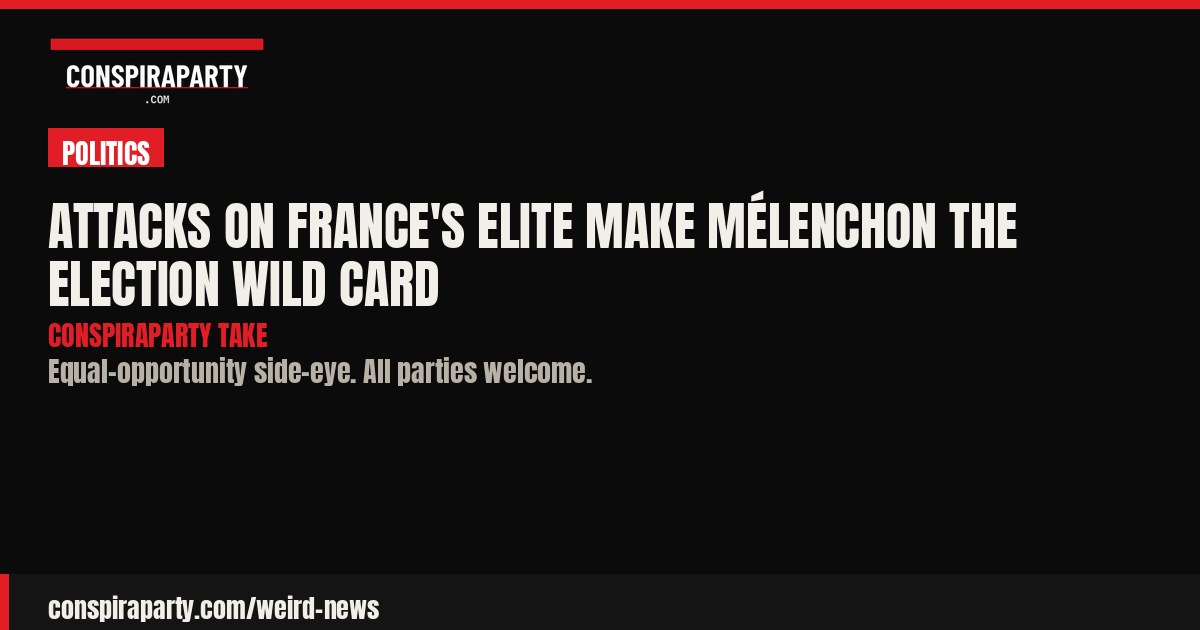 CONSPIRAPARTY
.COM
POLITICS
ATTACKS ON FRANCE'S ELITE MAKE MÉLENCHON THE
ELECTION WILD CARD
CONSPIRAPARTY TAKE
Equal-opportunity side-eye. All parties welcome.
conspiraparty.com/weird-news